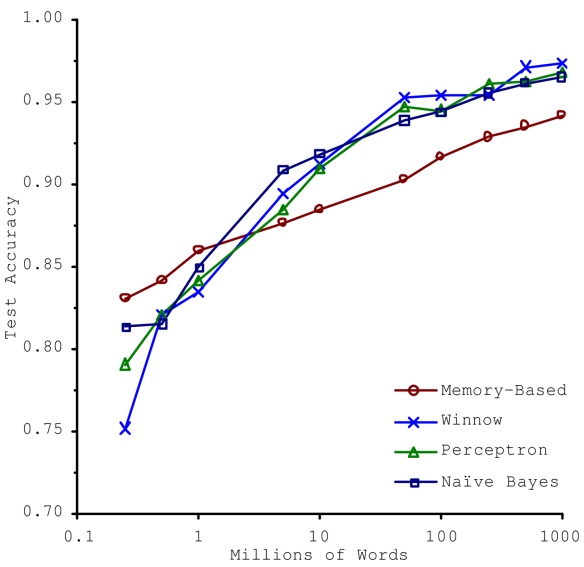 1.00
0.95
0.90
0.85
0.80
0.75
0.70
Test Accuracy
Memory-Based
Winnow
Perceptron
Naïve Bayes
0.1 1 10 100 1000
Millions of Words